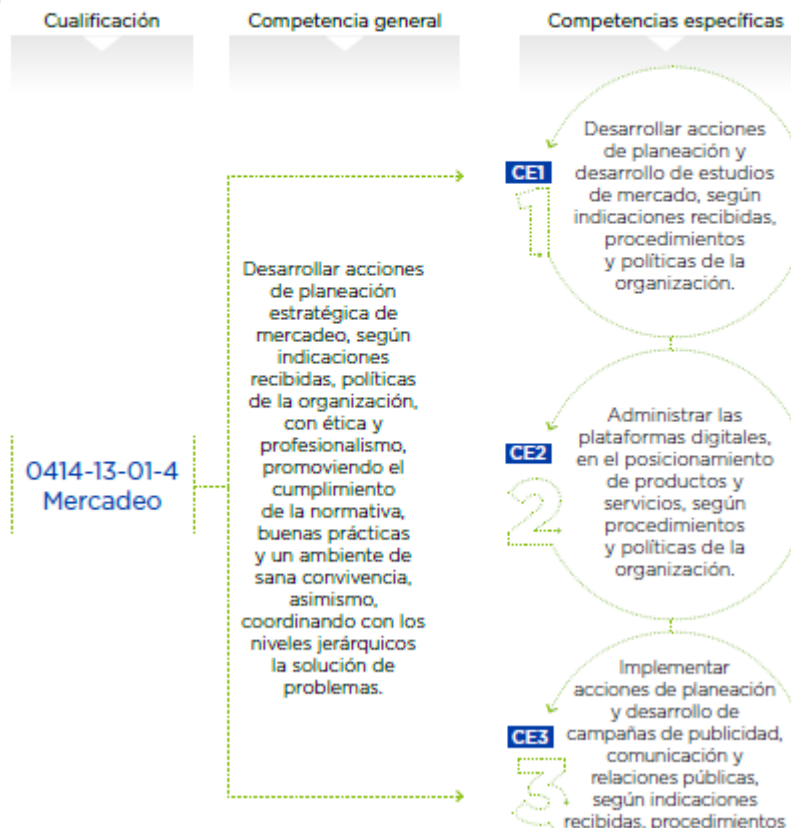 Cualificación
Competencia general
Competencias específicas
0414-13-01-4
Mercadeo
Desarrollar acciones
de planeación
estratégica de
mercadeo, según
indicaciones
recibidas, políticas
de la organización,
con ética y
profesionalismo,
promoviendo el
cumplimiento
de la normativa,
buenas prácticas
y un ambiente de
sana convivencia,
asimismo,
coordinando con los
niveles jerárquicos
la solución de
problemas.
CE1
1
Desarrollar acciones
de planeación y
desarrollo de estudios
de mercado, según
indicaciones recibidas,
procedimientos
y políticas de la
organización.
CE2
2
Administrar las
plataformas digitales,
en el posicionamiento
de productos y
servicios, según
procedimientos
y políticas de la
organización.
CE3
3
Implementar
acciones de planeación
y desarrollo de
campañas de publicidad,
comunicación y
relaciones públicas,
según indicaciones
recibidas, procedimientos